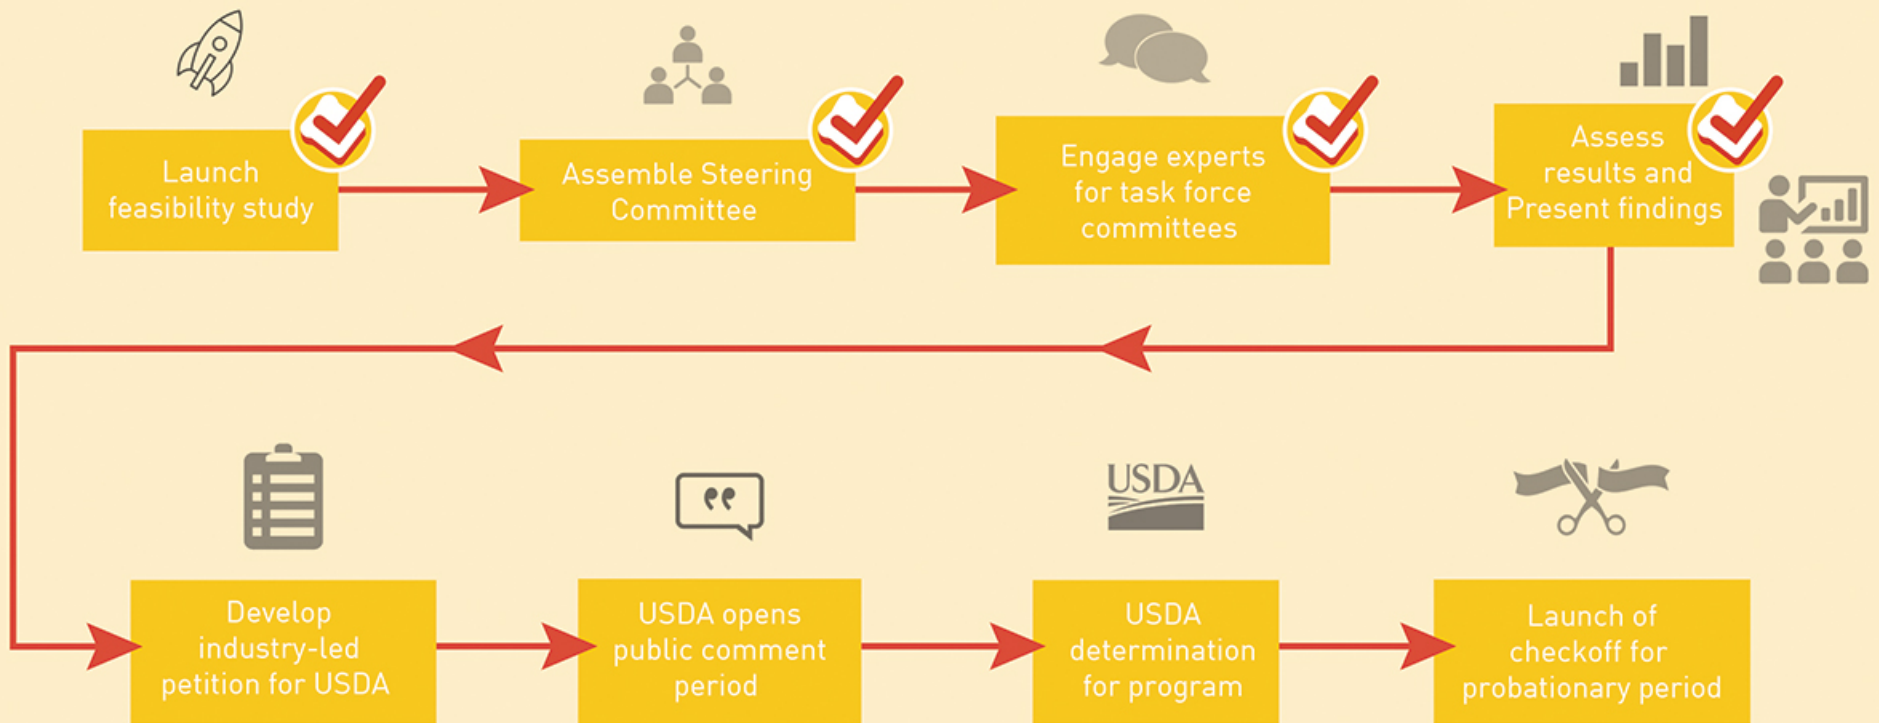 Launch
feasibility study
Assemble Steering
Committee
Engage experts
for task force
committees
Assess
results and
Present findings
USDA
Develop
industry-led
petition for USDA
USDA opens
public comment
period
USDA
determination
for program
Launch of
checkoff for
probationary period